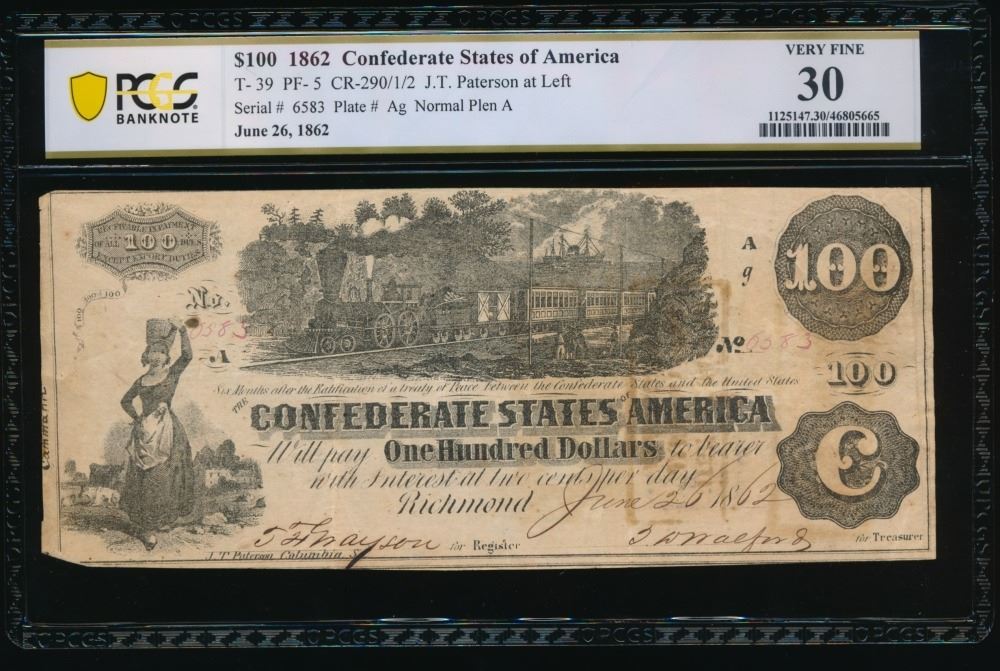 $100 1862 Confederate States of America
VERY FINE
30
PCGS
BANKNOTE
T- 39 PF- 5 CR-290/1/2 J.T. Paterson at Left
Serial # 6583 Plate # Ag Normal Plen A
June 26, 1862
1125147.30/46805665
RECEIVABLE IN PAYMENT
OF ALL 100 DUES
EXCEPT EXPORT DUTIES
A
g
100
No. 6583
A
No 6583
Six Months after the Ratification of a treaty of Peace between the Confederate States and the United States
100
THE CONFEDERATE STATES OF AMERICA
Will pay One Hundred Dollars to bearer
with Interest at two cents per day
C
Richmond June 26 1862
for Register
for Treasurer
J.T. Paterson Columbia, S.